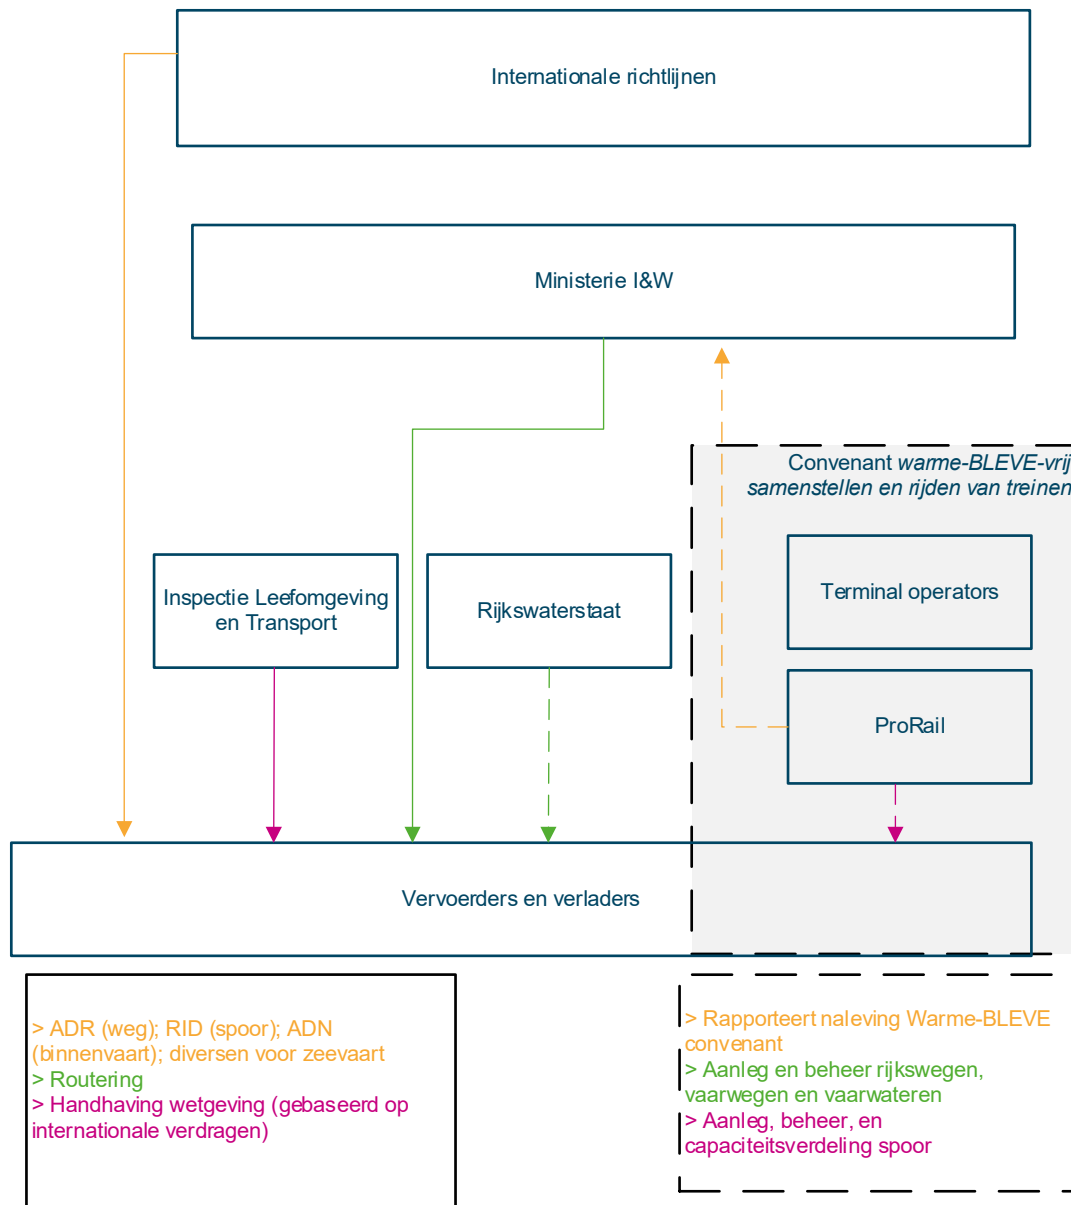 Internationale richtlijnen
Ministerie I&W
Convenant warme-BLEVE-vrij
samenstellen en rijden van treinen
Inspectie Leefomgeving
en Transport
Rijkswaterstaat
Terminal operators
ProRail
Vervoerders en verladers
> ADR (weg); RID (spoor); ADN
(binnenvaart); diversen voor zeevaart
> Routering
> Handhaving wetgeving (gebaseerd op
internationale verdragen)
> Rapporteert naleving Warme-BLEVE
convenant
> Aanleg en beheer rijkswegen,
vaarwegen en vaarwateren
> Aanleg, beheer, en
capaciteitsverdeling spoor